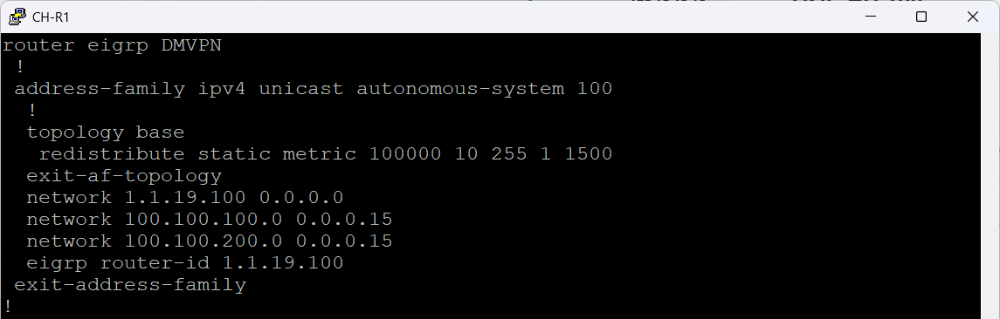 CH-R1
router eigrp DMVPN
 !
 address-family ipv4 unicast autonomous-system 100
  !
  topology base
   redistribute static metric 100000 10 255 1 1500
  exit-af-topology
  network 1.1.19.100 0.0.0.0
  network 100.100.100.0 0.0.0.15
  network 100.100.200.0 0.0.0.15
  eigrp router-id 1.1.19.100
 exit-address-family
!